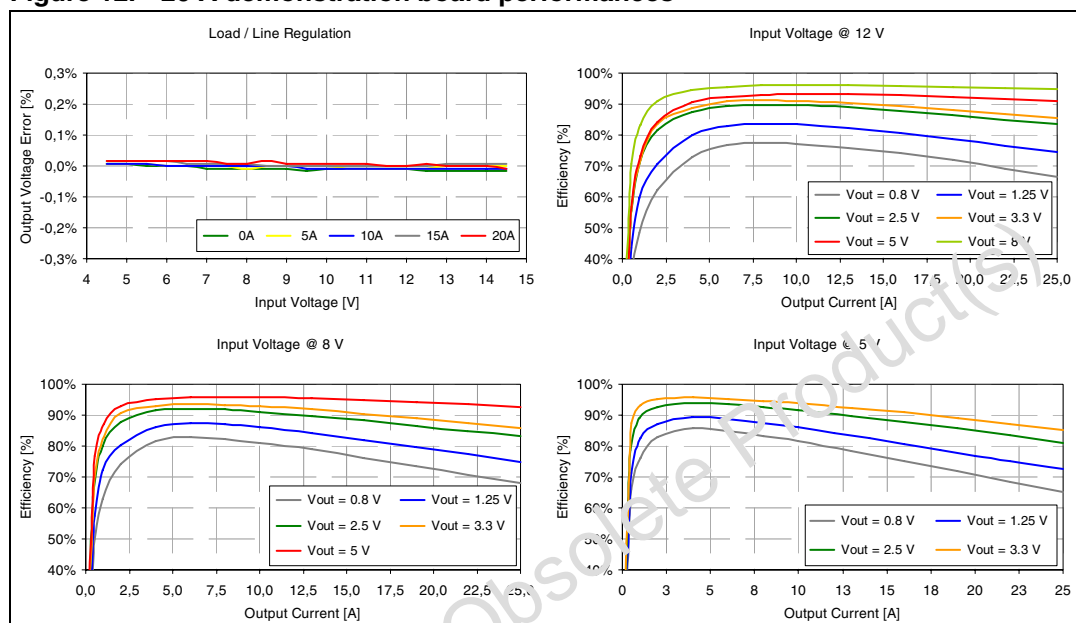 Figure 12. 20 A demonstration board performances
Load / Line Regulation
Output Voltage Error [%]
0,3%
0,2%
0,1%
0,0%
-0,1%
-0,2%
-0,3%
0A 5A 10A 15A 20A
4 5 6 7 8 9 10 11 12 13 14 15
Input Voltage [V]
Input Voltage @ 12 V
Efficiency [%]
100%
90%
80%
70%
60%
50%
40%
Vout = 0.8 V Vout = 1.25 V
Vout = 2.5 V Vout = 3.3 V
Vout = 5 V Vout = 8 V
0,0 2,5 5,0 7,5 10,0 12,5 15,0 17,5 20,0 22,5 25,0
Output Current [A]
Input Voltage @ 8 V
Efficiency [%]
100%
90%
80%
70%
60%
50%
40%
Vout = 0.8 V Vout = 1.25 V
Vout = 2.5 V Vout = 3.3 V
Vout = 5 V
0,0 2,5 5,0 7,5 10,0 12,5 15,0 17,5 20,0 22,5 25,0
Output Current [A]
Input Voltage @ 5 V
Efficiency [%]
100%
90%
80%
70%
60%
50%
40%
Vout = 0.8 V Vout = 1.25 V
Vout = 2.5 V Vout = 3.3 V
0 3 5 8 10 13 15 18 20 23 25
Output Current [A]
Obsolete Product(s)